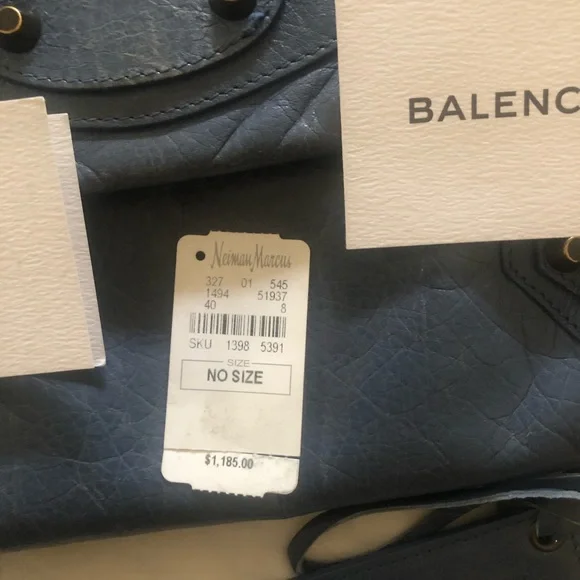 BALENC
Neiman Marcus
327 01 545
1494 51937
40 8
SKU 1398 5391
SIZE
NO SIZE
$1,185.00